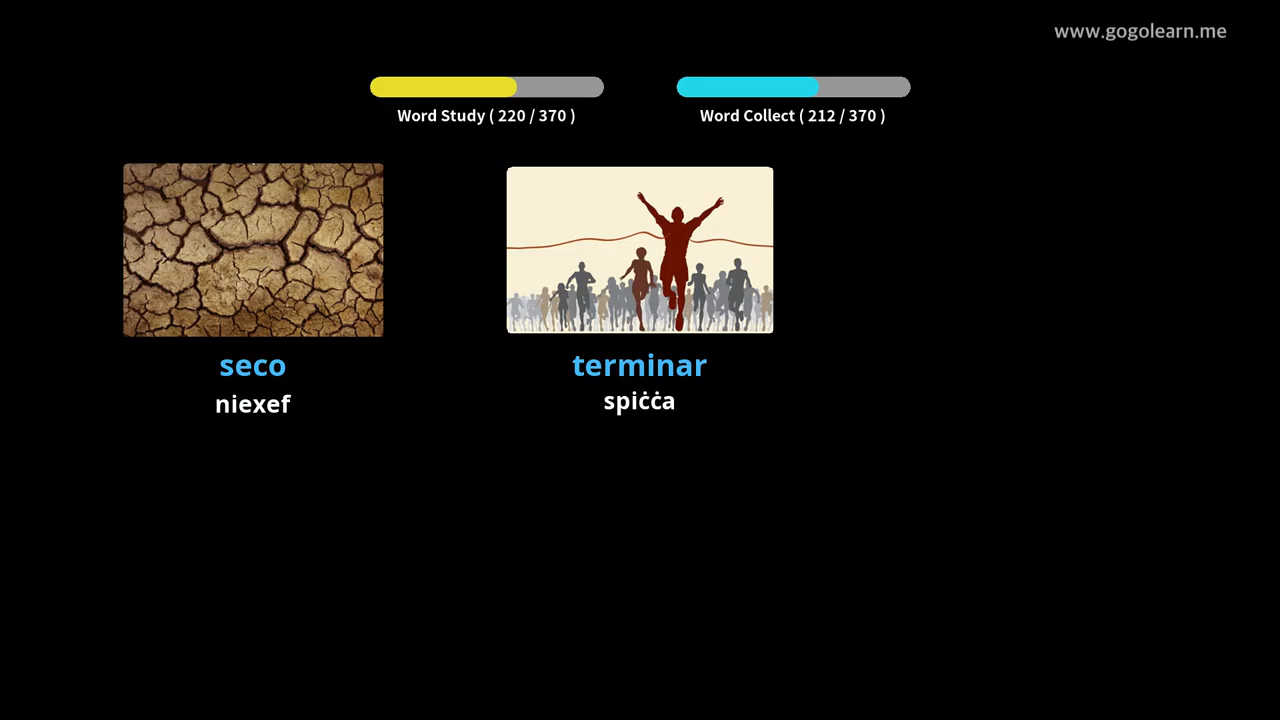 www.gogolearn.me
Word Study ( 220 / 370 )
Word Collect ( 212 / 370 )
seco
niexef
terminar
spiċċa